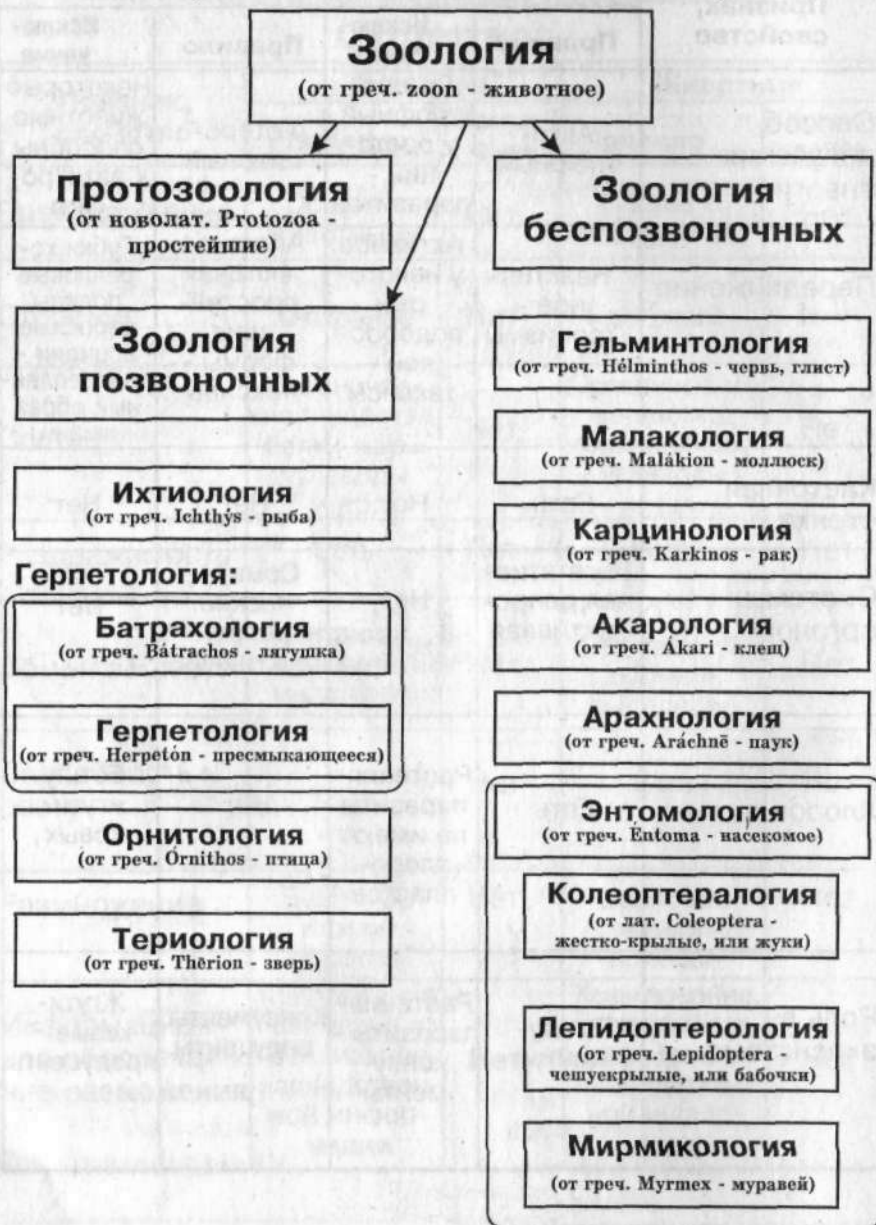 Зоология
(от греч. zoon - животное)
Протозоология
(от новолат. Protozoa -
простейшие)
Зоология
беспозвоночных
Зоология
позвоночных
Ихтиология
(от греч. Ichthýs - рыба)
Герпетология:
Батрахология
(от греч. Bátrachos - лягушка)
Герпетология
(от греч. Herpetón - пресмыкающееся)
Орнитология
(от греч. Órnithos - птица)
Териология
(от греч. Thērion - зверь)
Гельминтология
(от греч. Hélminthos - червь, глист)
Малакология
(от греч. Malákion - моллюск)
Карцинология
(от греч. Karkinos - рак)
Акарология
(от греч. Ákari - клещ)
Арахнология
(от греч. Aráchnē - паук)
Энтомология
(от греч. Éntoma - насекомое)
Колеоптералогия
(от лат. Coleoptera -
жестко-крылые, или жуки)
Лепидоптерология
(от греч. Lepidoptera -
чешуекрылые, или бабочки)
Мирмикология
(от греч. Myrmex - муравей)